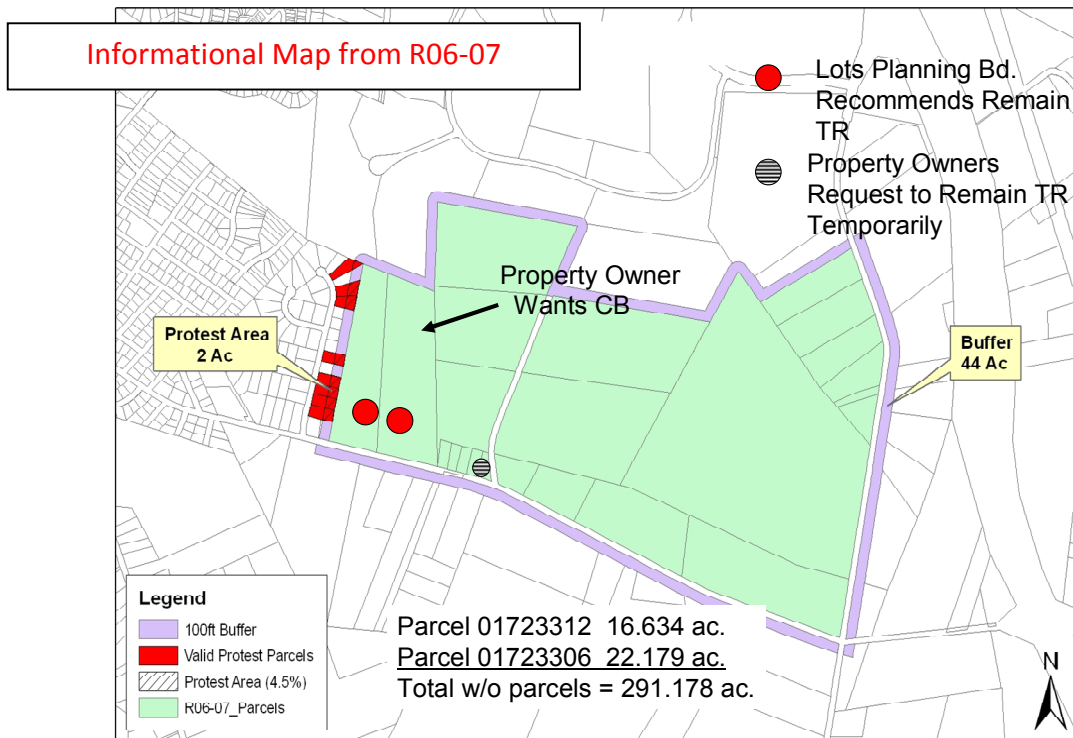 Informational Map from R06-07
Lots Planning Bd.
Recommends Remain
TR
Property Owners
Request to Remain TR
Temporarily
Property Owner
Wants CB
Protest Area
2 Ac
Buffer
44 Ac
Legend
100ft Buffer
Valid Protest Parcels
Protest Area (4.5%)
R06-07_Parcels
Parcel 01723312 16.634 ac.
Parcel 01723306 22.179 ac.
Total w/o parcels = 291.178 ac.
N